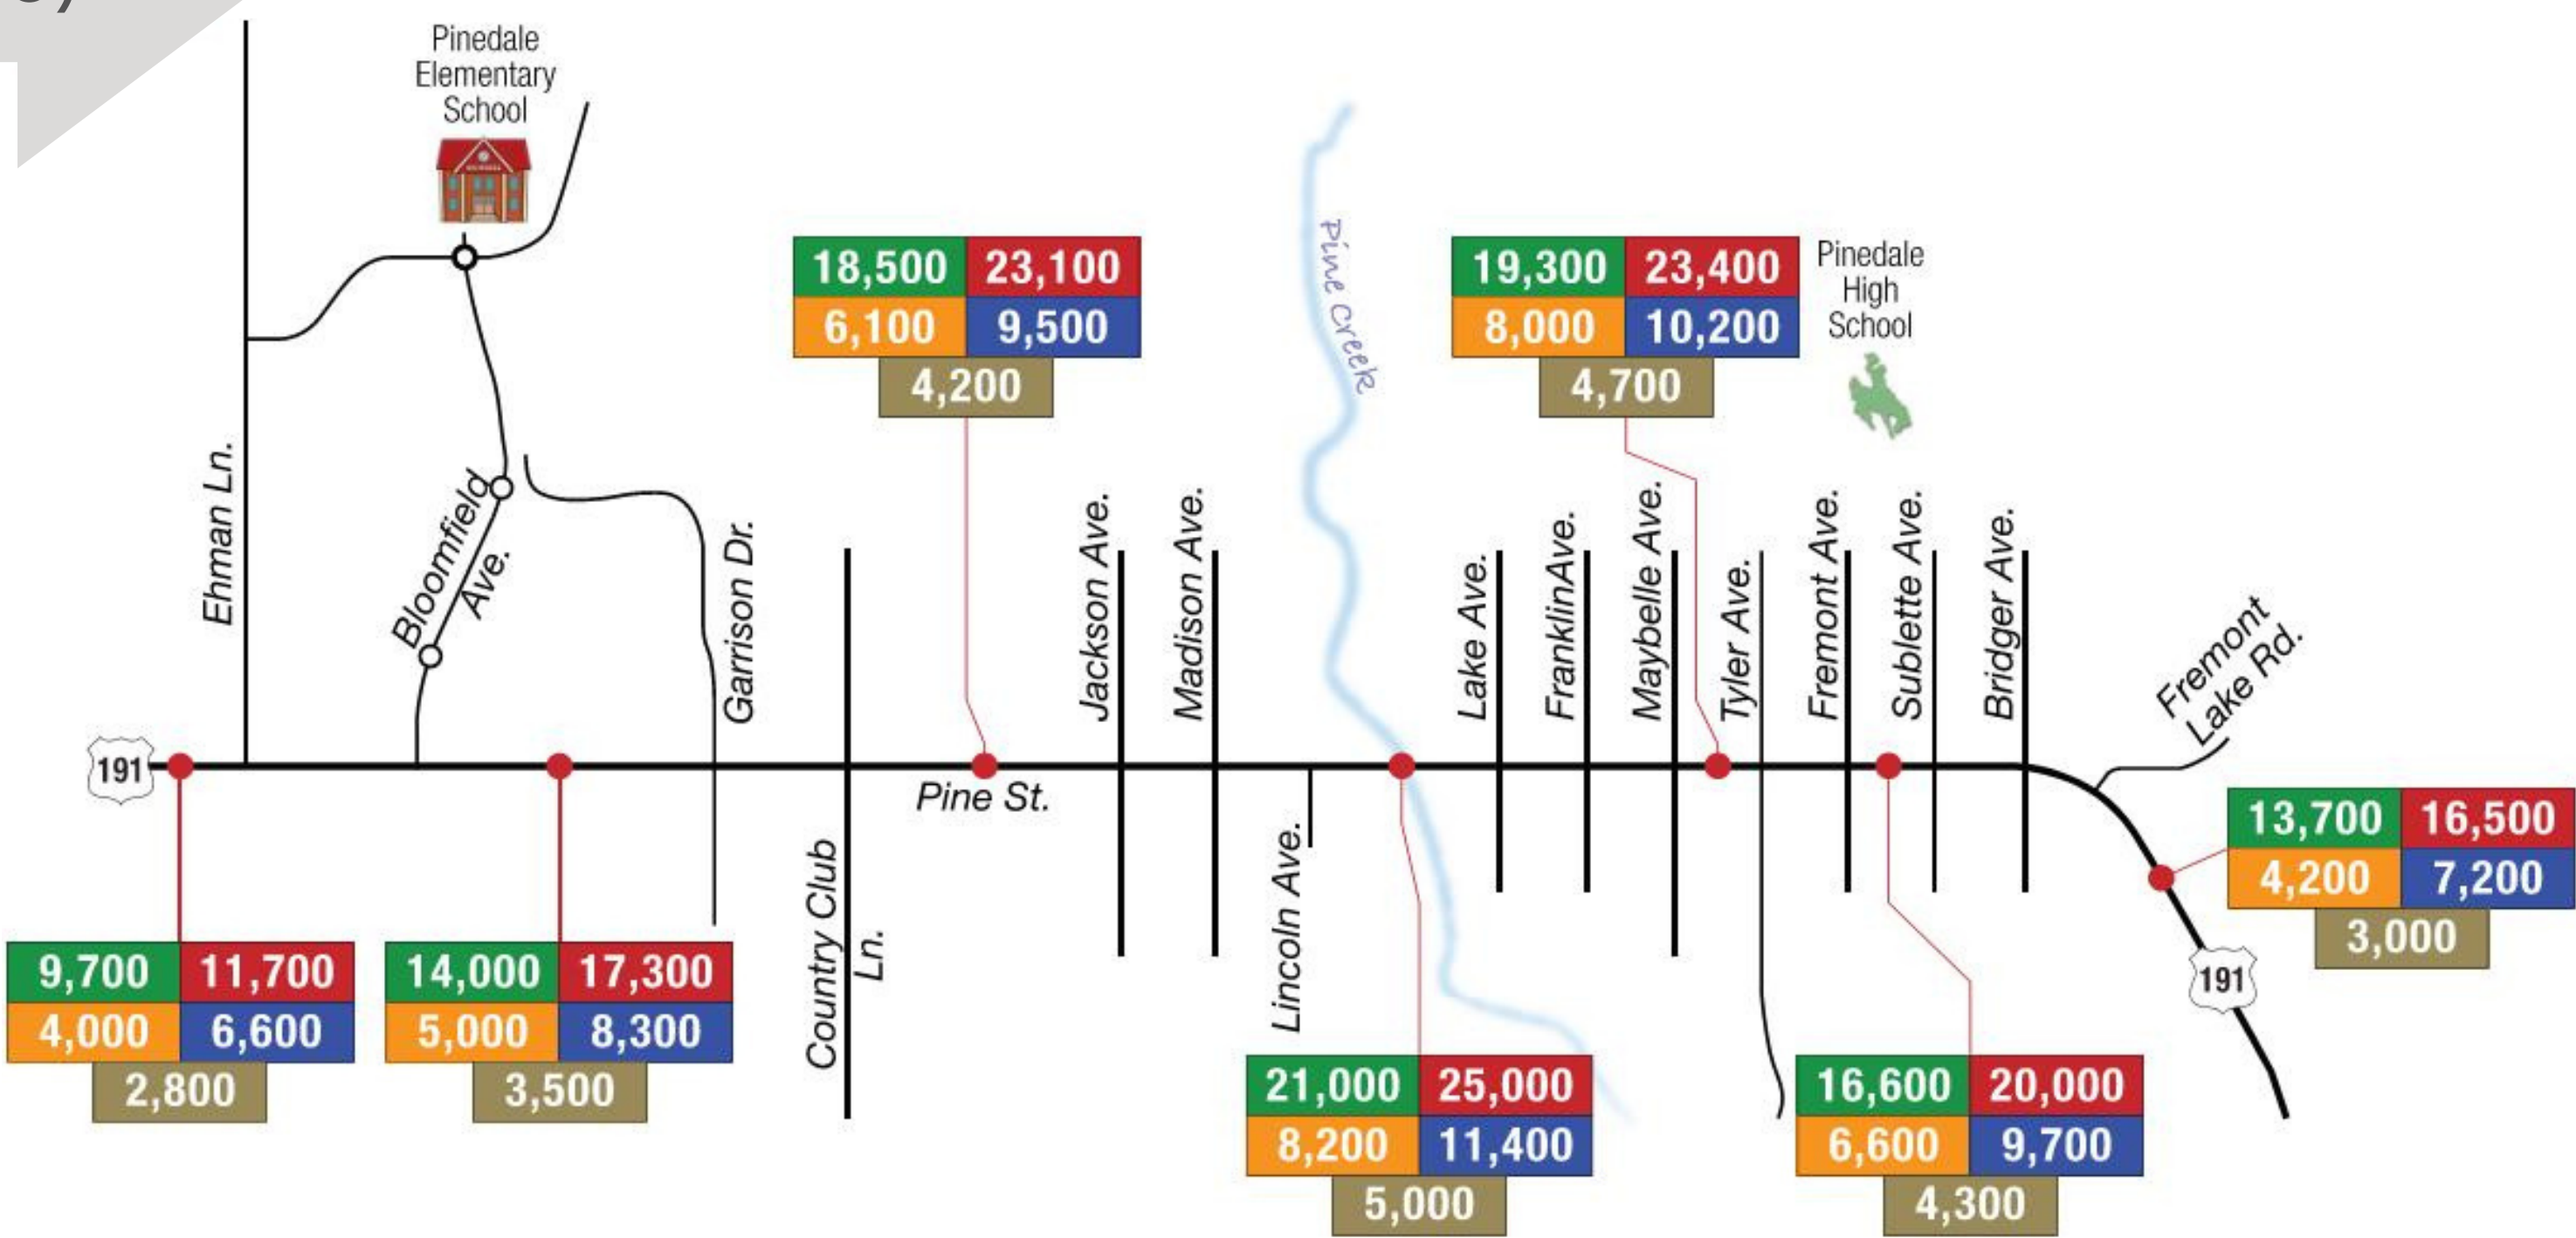 Pinedale
Elementary
School
18,500 23,100
6,100 9,500
4,200
Pine Creek
19,300 23,400
8,000 10,200
4,700
Pinedale
High
School
Ehman Ln.
Bloomfield
Ave.
Garrison Dr.
Jackson Ave.
Madison Ave.
Lake Ave.
FranklinAve.
Maybelle Ave.
Tyler Ave.
Fremont Ave.
Sublette Ave.
Bridger Ave.
Fremont
Lake Rd.
191
Pine St.
Country Club
Ln.
Lincoln Ave.
13,700 16,500
4,200 7,200
3,000
191
9,700 11,700
4,000 6,600
2,800
14,000 17,300
5,000 8,300
3,500
21,000 25,000
8,200 11,400
5,000
16,600 20,000
6,600 9,700
4,300